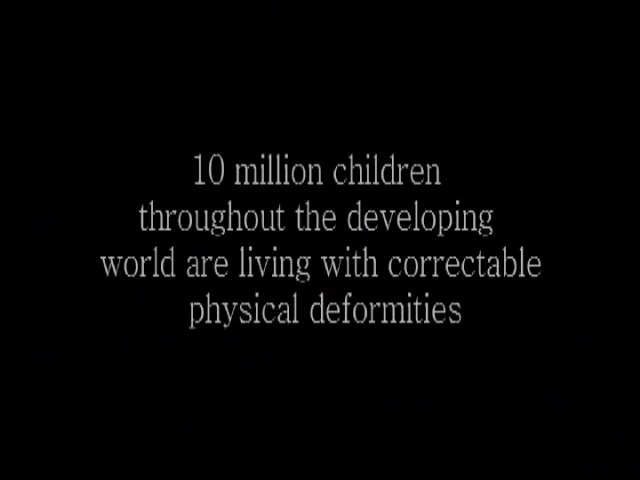 10 million children
throughout the developing
world are living with correctable
physical deformities